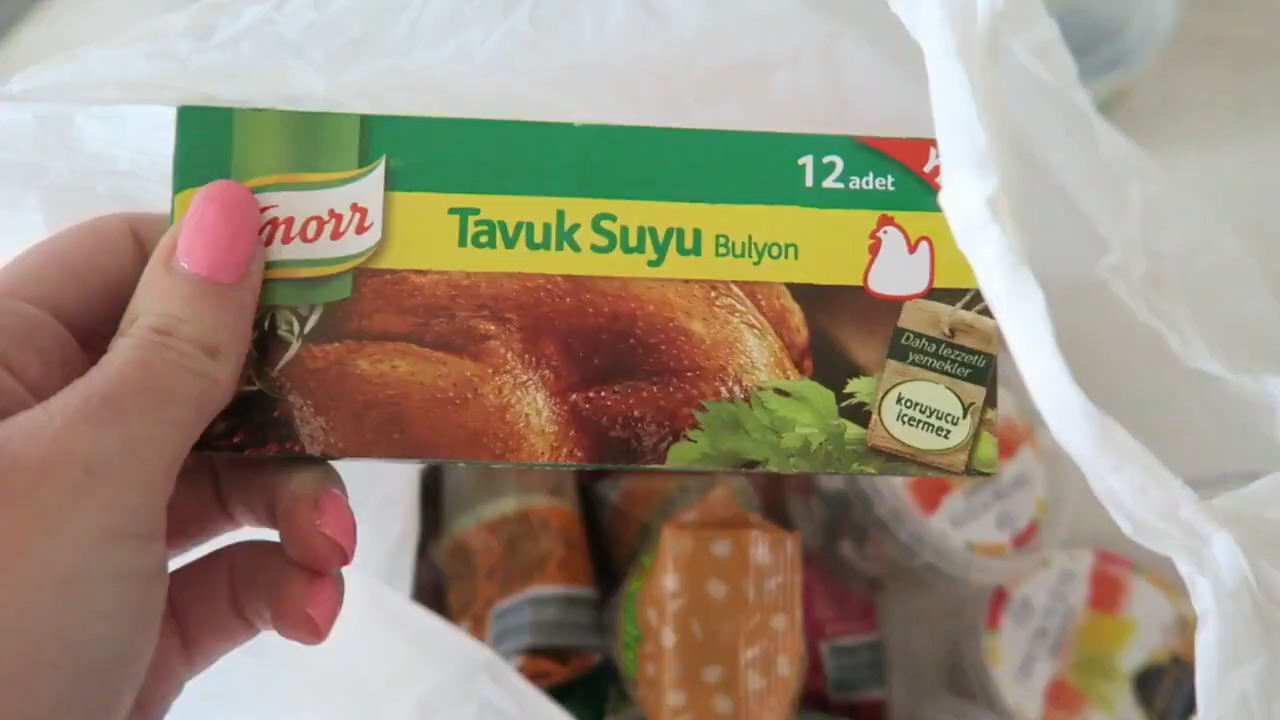 12 adet
Knorr
Tavuk Suyu Bulyon
Daha lezzetli
yemekler
koruyucu
içermez